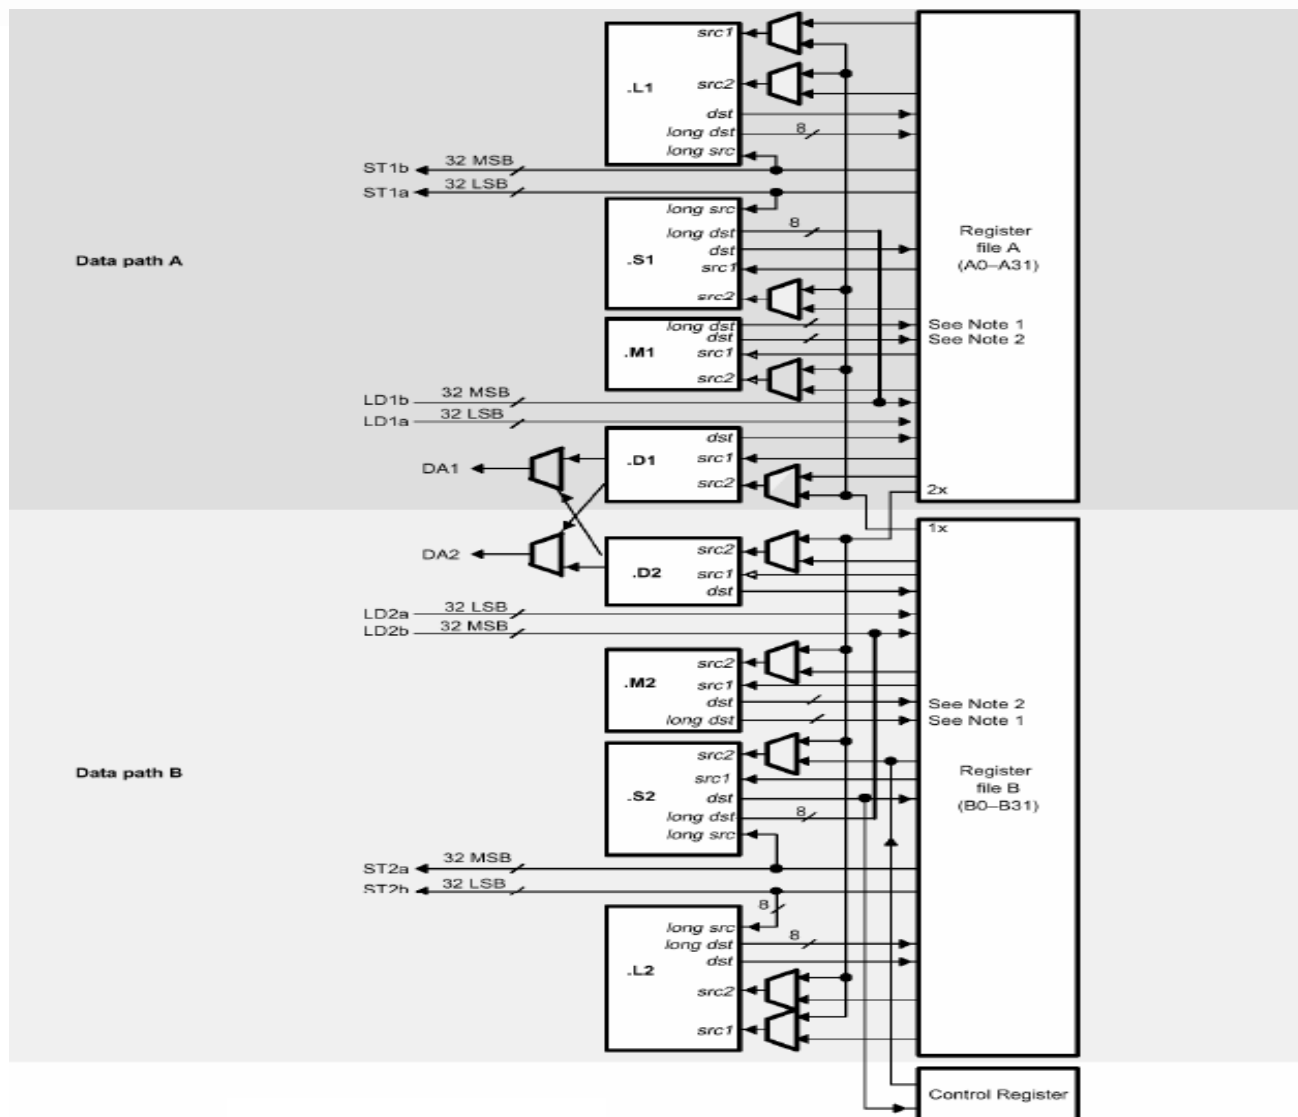 src1
.L1
src2
dst
long dst
8
long src
ST1b
32 MSB
ST1a
32 LSB
long src
8
long dst
dst
.S1
src1
src2
Data path A
Register
file A
(A0–A31)
long dst
See Note 1
dst
See Note 2
.M1
src1
src2
LD1b
32 MSB
LD1a
32 LSB
dst
DA1
.D1
src1
src2
2x
1x
DA2
src2
.D2
src1
dst
LD2a
32 LSB
LD2b
32 MSB
src2
.M2
src1
dst
See Note 2
long dst
See Note 1
src2
Data path B
src1
Register
file B
(B0–B31)
.S2
dst
long dst
8
long src
ST2a
32 MSB
ST2b
32 LSB
8
long src
long dst
8
dst
.L2
src2
src1
Control Register